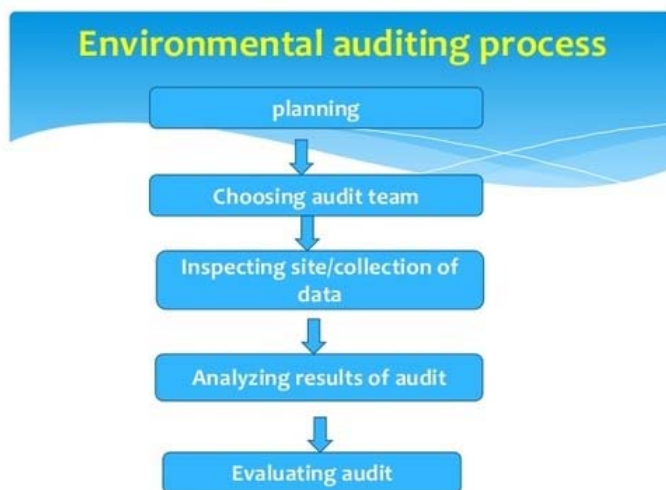 Environmental auditing process
planning
Choosing audit team
Inspecting site/collection of
data
Analyzing results of audit
Evaluating audit